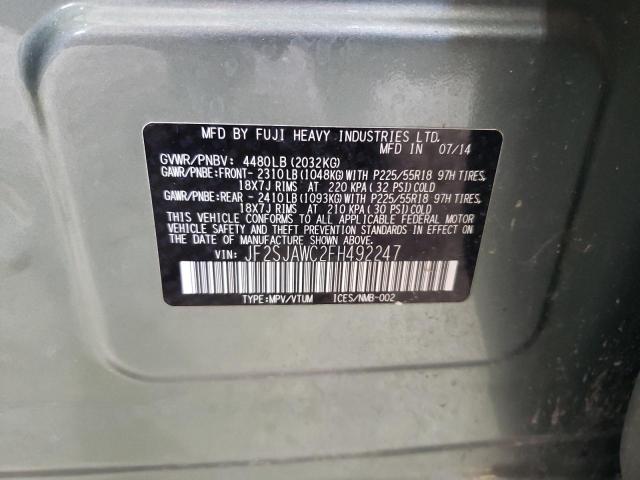 MFD BY FUJI HEAVY INDUSTRIES LTD.
MFD IN 07/14
GVWR/PNBV: 4480LB (2032KG)
GAWR/PNBE:FRONT- 2310LB (1048KG) WITH P225/55R18 97H TIRES,
18X7J RIMS AT 220 KPA (32 PSI) COLD
GAWR/PNBE:REAR - 2410LB (1093KG) WITH P225/55R18 97H TIRES,
18X7J RIMS AT 210 KPA (30 PSI) COLD
THIS VEHICLE CONFORMS TO ALL APPLICABLE FEDERAL MOTOR
VEHICLE SAFETY AND THEFT PREVENTION STANDARDS IN EFFECT
ON THE DATE OF MANUFACTURE SHOWN ABOVE.
VIN: JF2SJAWC2FH492247
TYPE:MPV/VTUM ICES/NMB-002